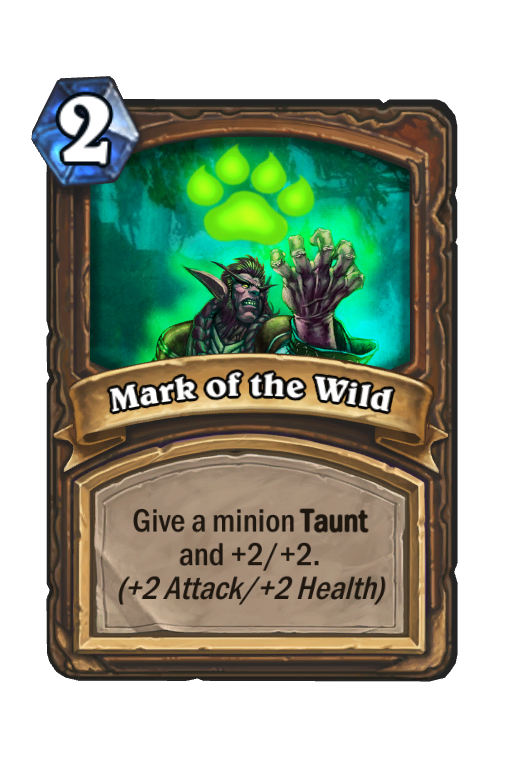 2
Mark of the Wild
Give a minion Taunt
and +2/+2.
(+2 Attack/+2 Health)